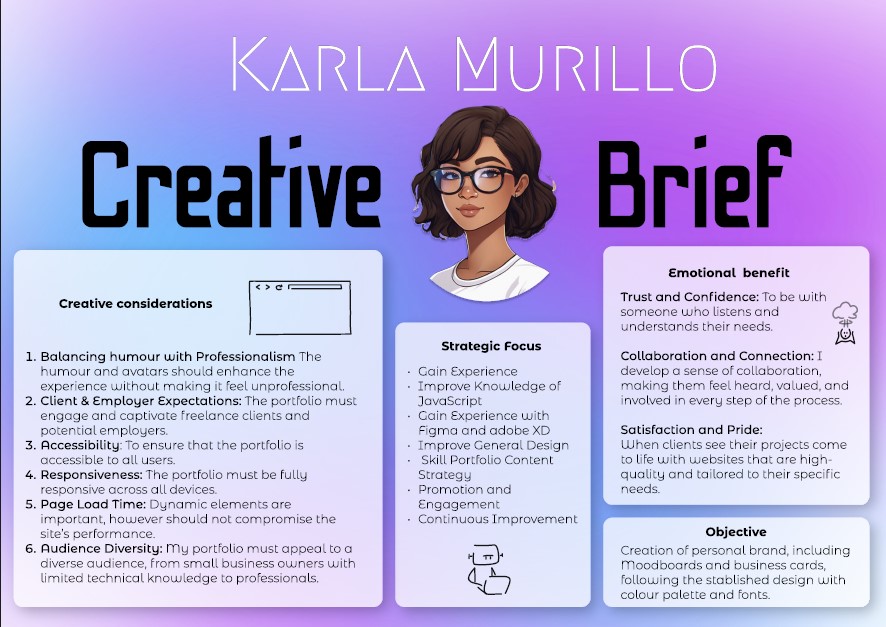 KARLA MURILLO
Creative Brief
Creative considerations
1. Balancing humour with Professionalism The
humour and avatars should enhance the
experience without making it feel unprofessional.
2. Client & Employer Expectations: The portfolio must
engage and captivate freelance clients and
potential employers.
3. Accessibility: To ensure that the portfolio is
accessible to all users.
4. Responsiveness: The portfolio must be fully
responsive across all devices.
5. Page Load Time: Dynamic elements are
important, however should not compromise the
site's performance.
6. Audience Diversity: My portfolio must appeal to a
diverse audience, from small business owners with
limited technical knowledge to professionals.
Strategic Focus
· Gain Experience
· Improve Knowledge of
JavaScript
· Gain Experience with
Figma and adobe XD
· Improve General Design
· Skill Portfolio Content
Strategy
· Promotion and
Engagement
· Continuous Improvement
Emotional benefit
Trust and Confidence: To be with
someone who listens and
understands their needs.
Collaboration and Connection: I
develop a sense of collaboration,
making them feel heard, valued, and
involved in every step of the process.
Satisfaction and Pride:
When clients see their projects come
to life with websites that are high-
quality and tailored to their specific
needs.
Objective
Creation of personal brand, including
Moodboards and business cards,
following the stablished design with
colour palette and fonts.